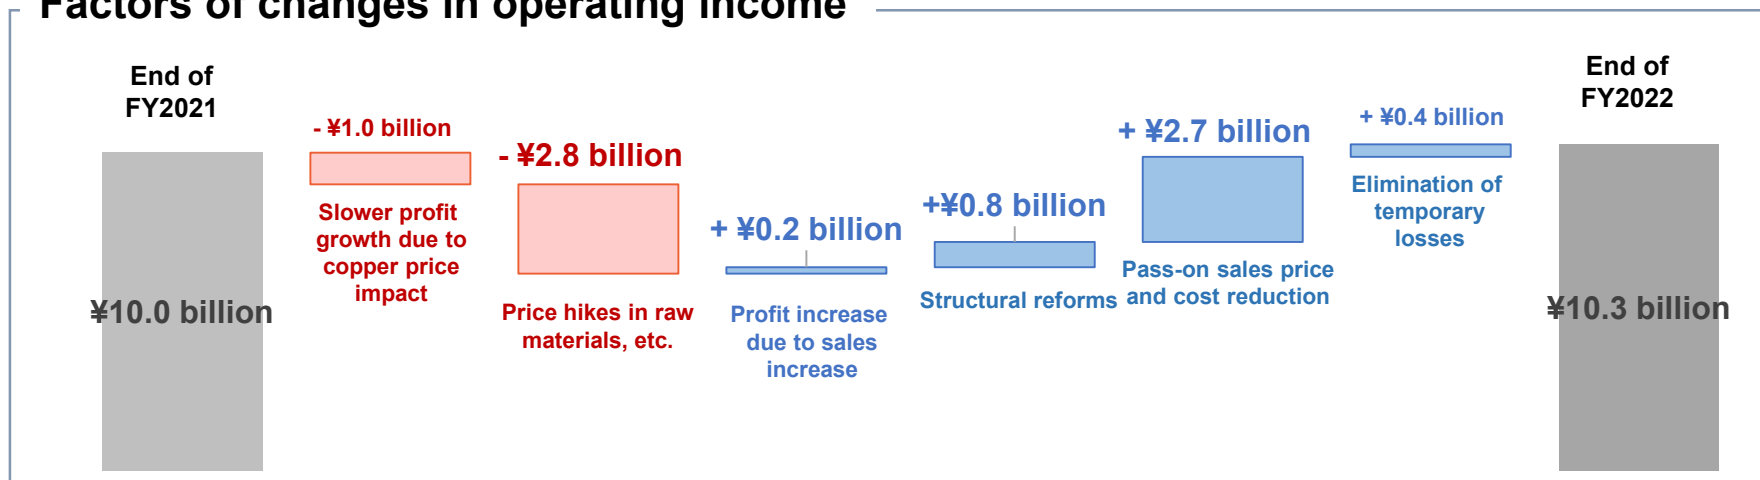 Factors of changes in operating income
End of
FY2021
¥10.0 billion
- ¥1.0 billion
Slower profit
growth due to
copper price
impact
- ¥2.8 billion
Price hikes in raw
materials, etc.
+ ¥0.2 billion
Profit increase
due to sales
increase
+¥0.8 billion
Structural reforms
+ ¥2.7 billion
Pass-on sales price
and cost reduction
+ ¥0.4 billion
Elimination of
temporary
losses
End of
FY2022
¥10.3 billion